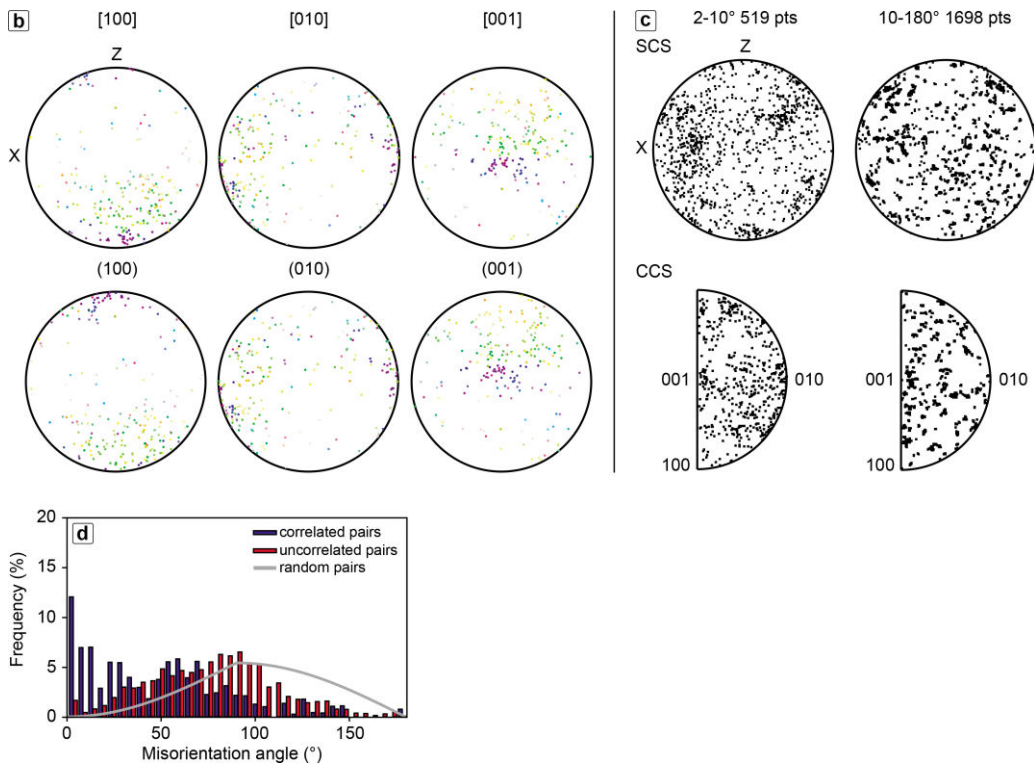 b
[100] [010] [001]
Z
X
(100) (010) (001)
c
2-10° 519 pts 10-180° 1698 pts
SCS
Z
X
CCS
001 010 001 010
100 100
d
20
15
10
5
0
Frequency (%)
correlated pairs
uncorrelated pairs
random pairs
0 50 100 150
Misorientation angle (°)